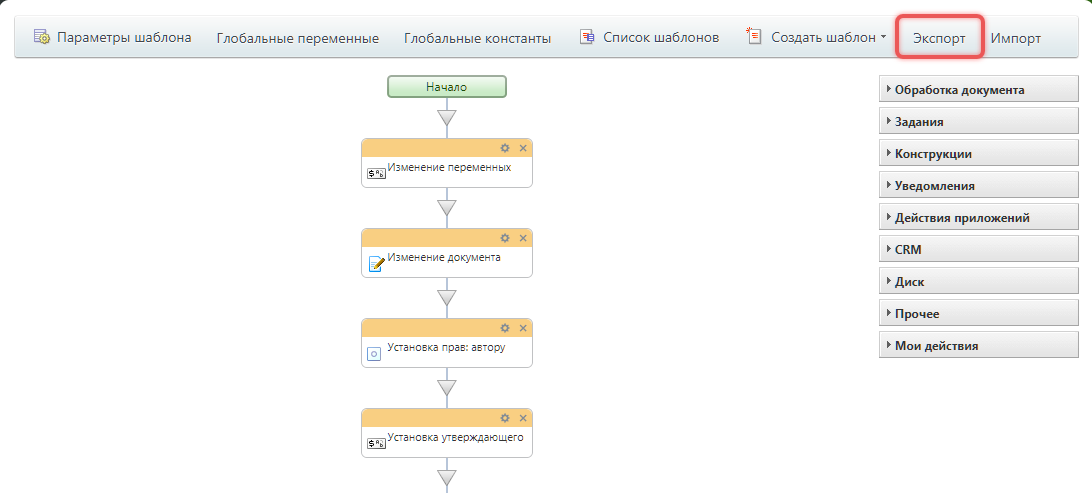 Параметры шаблона Глобальные переменные Глобальные константы Список шаблонов Создать шаблон Экспорт Импорт
Начало
Изменение переменных
Изменение документа
Установка прав: автору
Установка утверждающего
Обработка документа
Задания
Конструкции
Уведомления
Действия приложений
CRM
Диск
Прочее
Мои действия